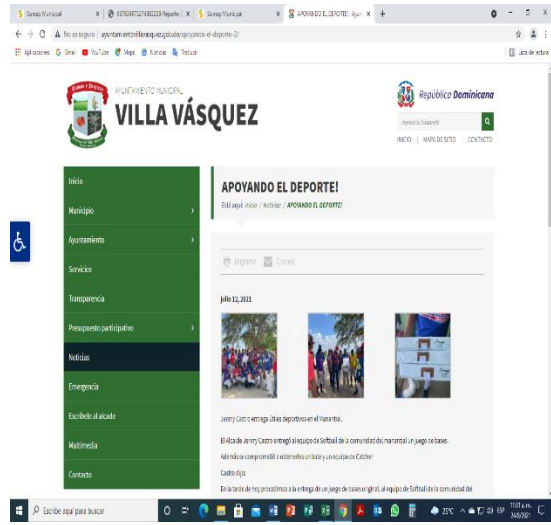 Sismap Municipal
Sismap Municipal
APOYANDO EL DEPORTE! | Ayun
No es seguro | ayuntamientovillavasquez.gob.do/apoyando-el-deporte-2/
Aplicaciones
Gmail
YouTube
Maps
Noticias
Traducir
Lista de lectura
AYUNTAMIENTO MUNICIPAL
VILLA VÁSQUEZ
República Dominicana
INICIO | MAPA DE SITIO CONTACTO
Inicio
Municipio
Ayuntamiento
Servicios
Transparencia
Presupuesto participativo
Noticias
Emergencia
Escríbele al alcalde
Multimedia
Contacto
APOYANDO EL DEPORTE!
Está aquí: Inicio / Noticias / APOYANDO EL DEPORTE!
Imprimir Correo
julio 12, 2021
Jenny Castro entrega Útiles deportivos en el Manantial.
El Alcalde Jenny Castro entregó al equipo de Softball de la comunidad del manantial un juego de bases.
Además se comprometió a obtenerles un bate y un equipo de Catcher
Castro dijo:
En la tarde de hoy procedimos a la entrega de un juego de bases original, al equipo de Softball de la comunidad del
Escribe aquí para buscar
ESP